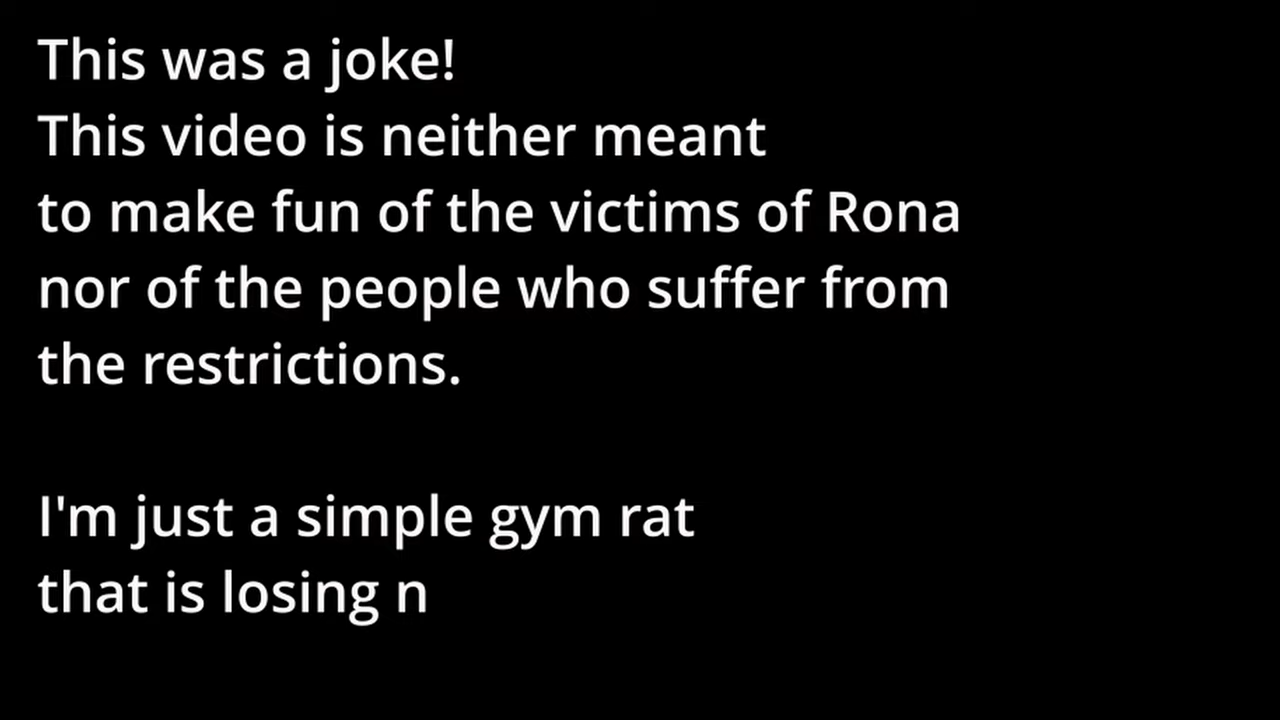 This was a joke!
This video is neither meant
to make fun of the victims of Rona
nor of the people who suffer from
the restrictions.
I'm just a simple gym rat
that is losing n